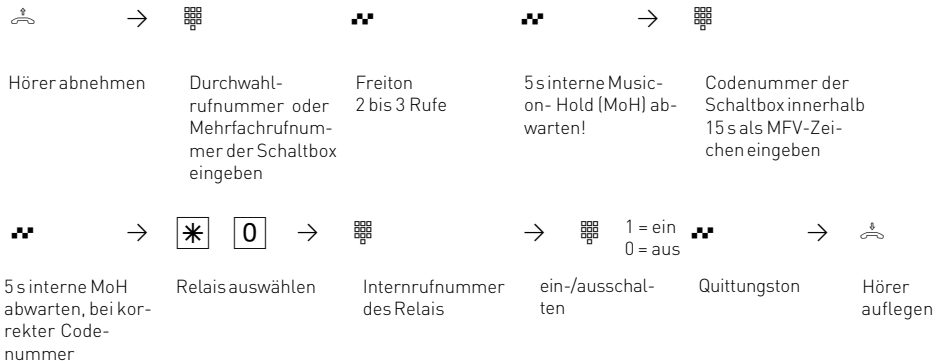 Hörer abnehmen
Durchwahl-
rufnummer oder
Mehrfachrufnum-
mer der Schaltbox
eingeben
Freiton
2 bis 3 Rufe
5 s interne Music-
on- Hold (MoH) ab-
warten!
Codenummer der
Schaltbox innerhalb
15 s als MFV-Zei-
chen eingeben
* 0
1 = ein
0 = aus
5 s interne MoH
abwarten, bei kor-
rekter Code-
nummer
Relais auswählen
Internrufnummer
des Relais
ein-/ausschal-
ten
Quittungston
Hörer
auflegen